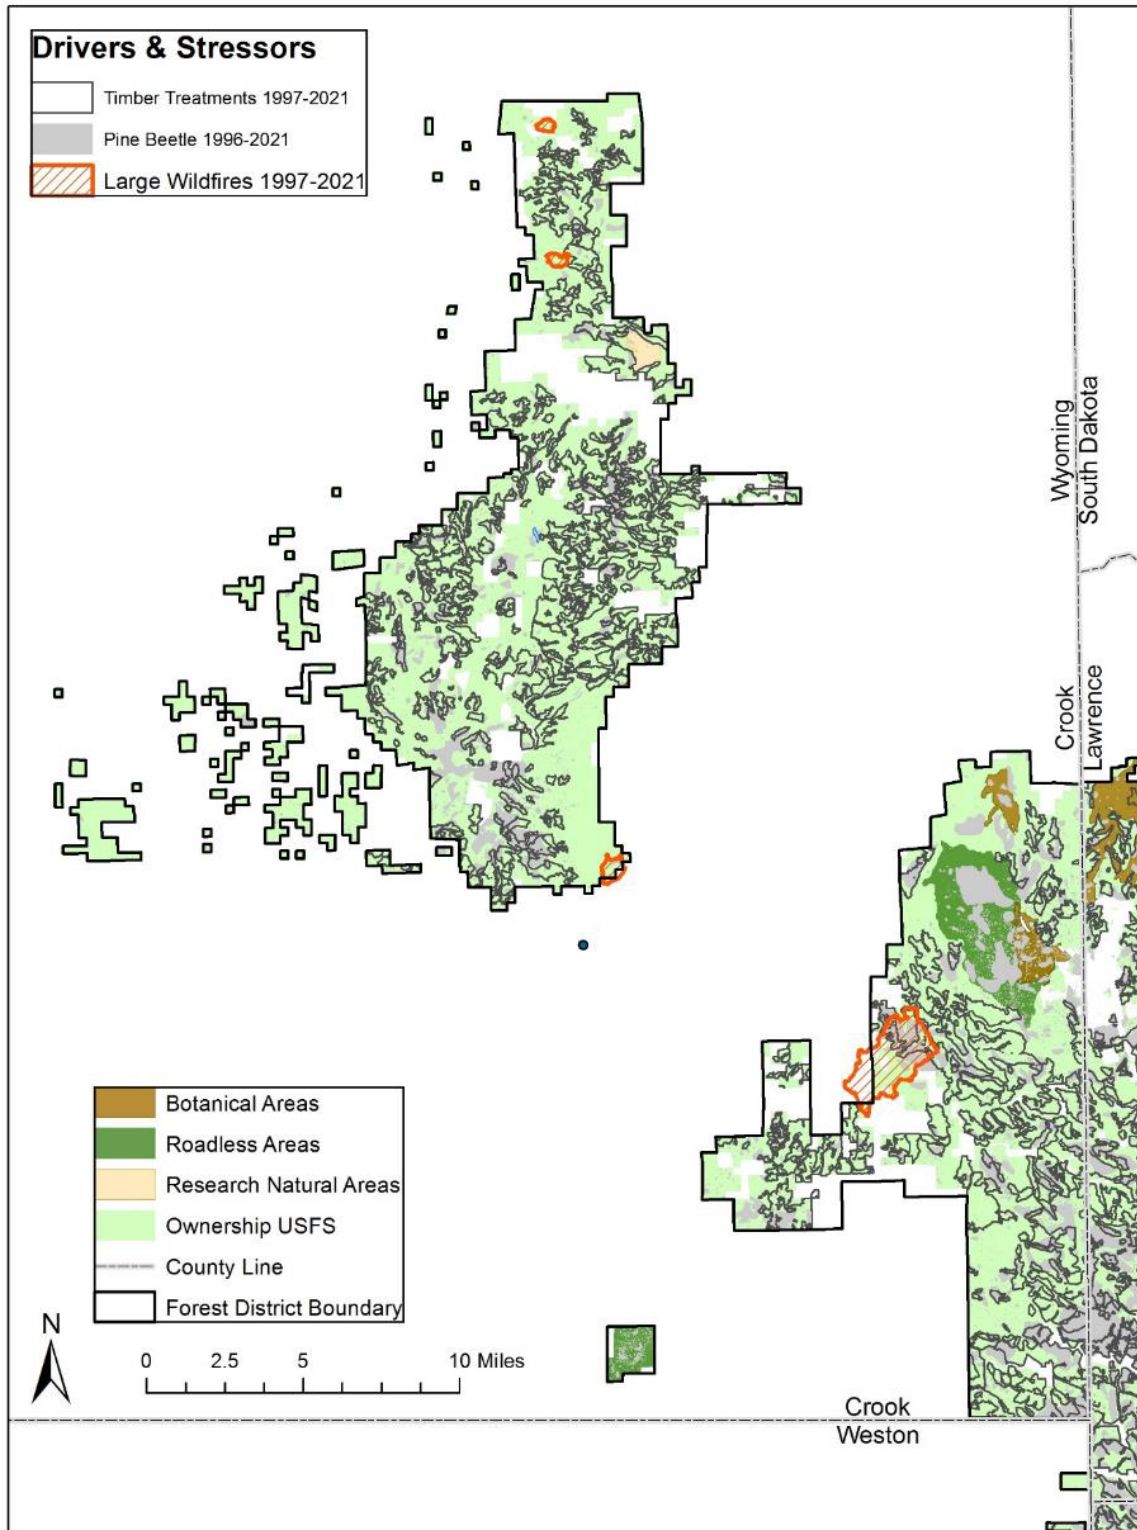 Drivers & Stressors
Timber Treatments 1997-2021
Pine Beetle 1996-2021
Large Wildfires 1997-2021
Wyoming
South Dakota
Crook
Lawrence
Botanical Areas
Roadless Areas
Research Natural Areas
Ownership USFS
County Line
Forest District Boundary
N
0 2.5 5 10 Miles
Crook
Weston